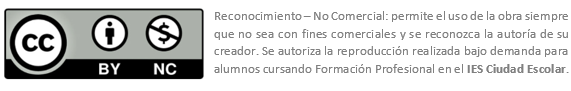 CC
BY NC
Reconocimiento – No Comercial: permite el uso de la obra siempre
que no sea con fines comerciales y se reconozca la autoría de su
creador. Se autoriza la reproducción realizada bajo demanda para
alumnos cursando Formación Profesional en el IES Ciudad Escolar.